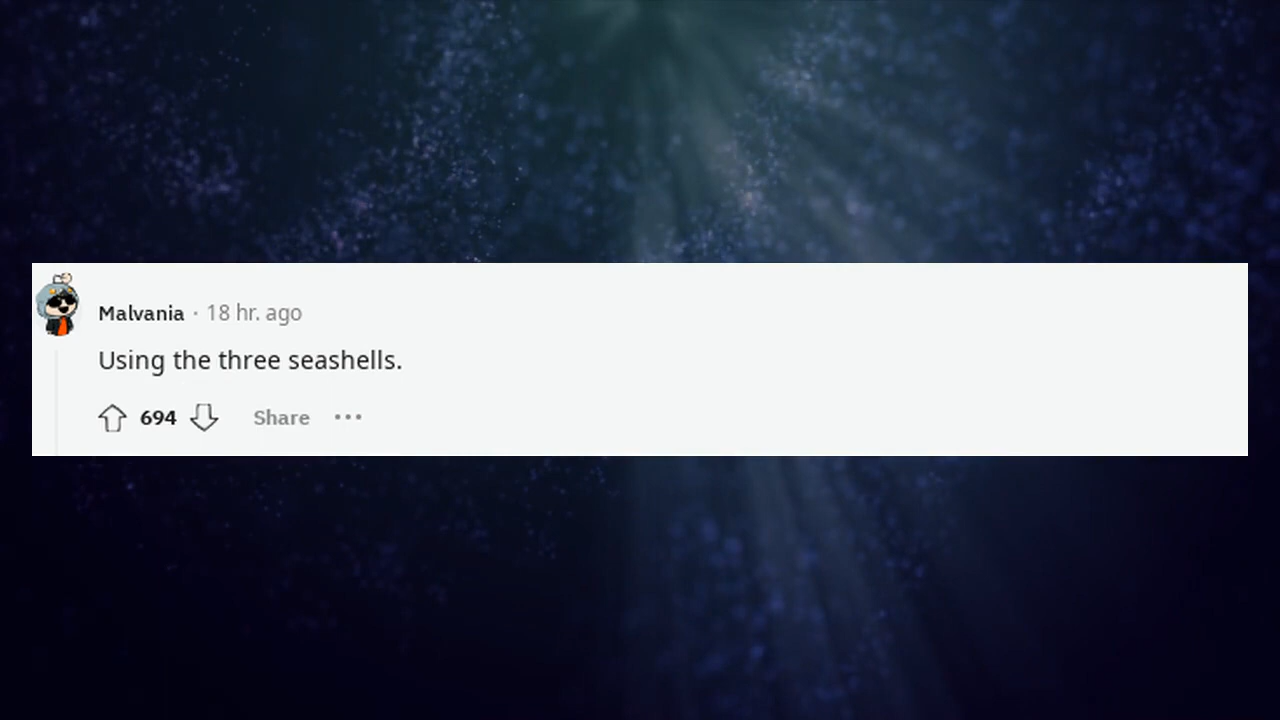 Malvania · 18 hr. ago
Using the three seashells.
694 Share ···